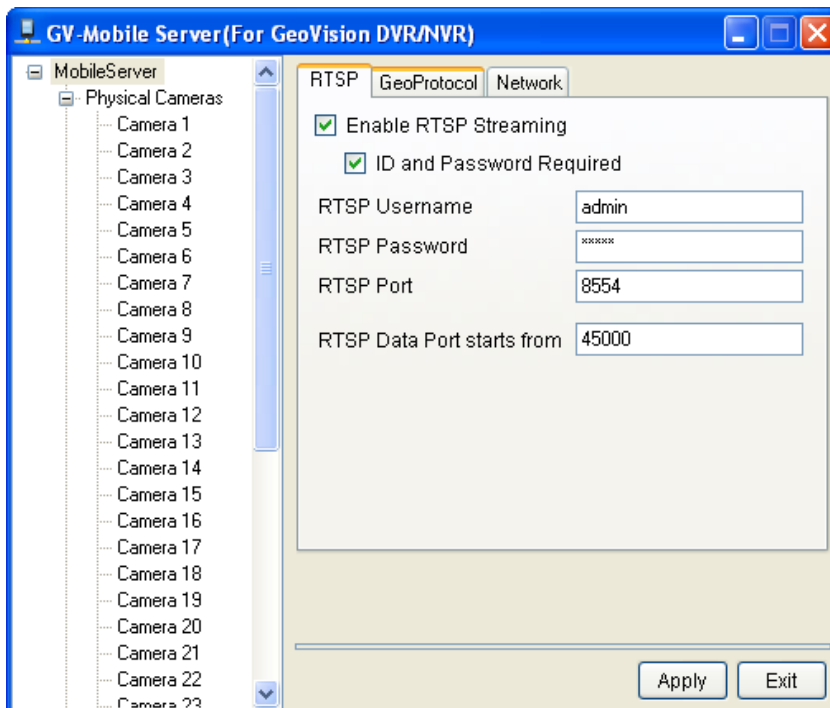 GV-Mobile Server(For GeoVision DVR/NVR)
MobileServer
Physical Cameras
Camera 1
Camera 2
Camera 3
Camera 4
Camera 5
Camera 6
Camera 7
Camera 8
Camera 9
Camera 10
Camera 11
Camera 12
Camera 13
Camera 14
Camera 15
Camera 16
Camera 17
Camera 18
Camera 19
Camera 20
Camera 21
Camera 22
Camera 23
RTSP GeoProtocol Network
Enable RTSP Streaming
ID and Password Required
RTSP Username admin
RTSP Password xxxxx
RTSP Port 8554
RTSP Data Port starts from 45000
Apply Exit